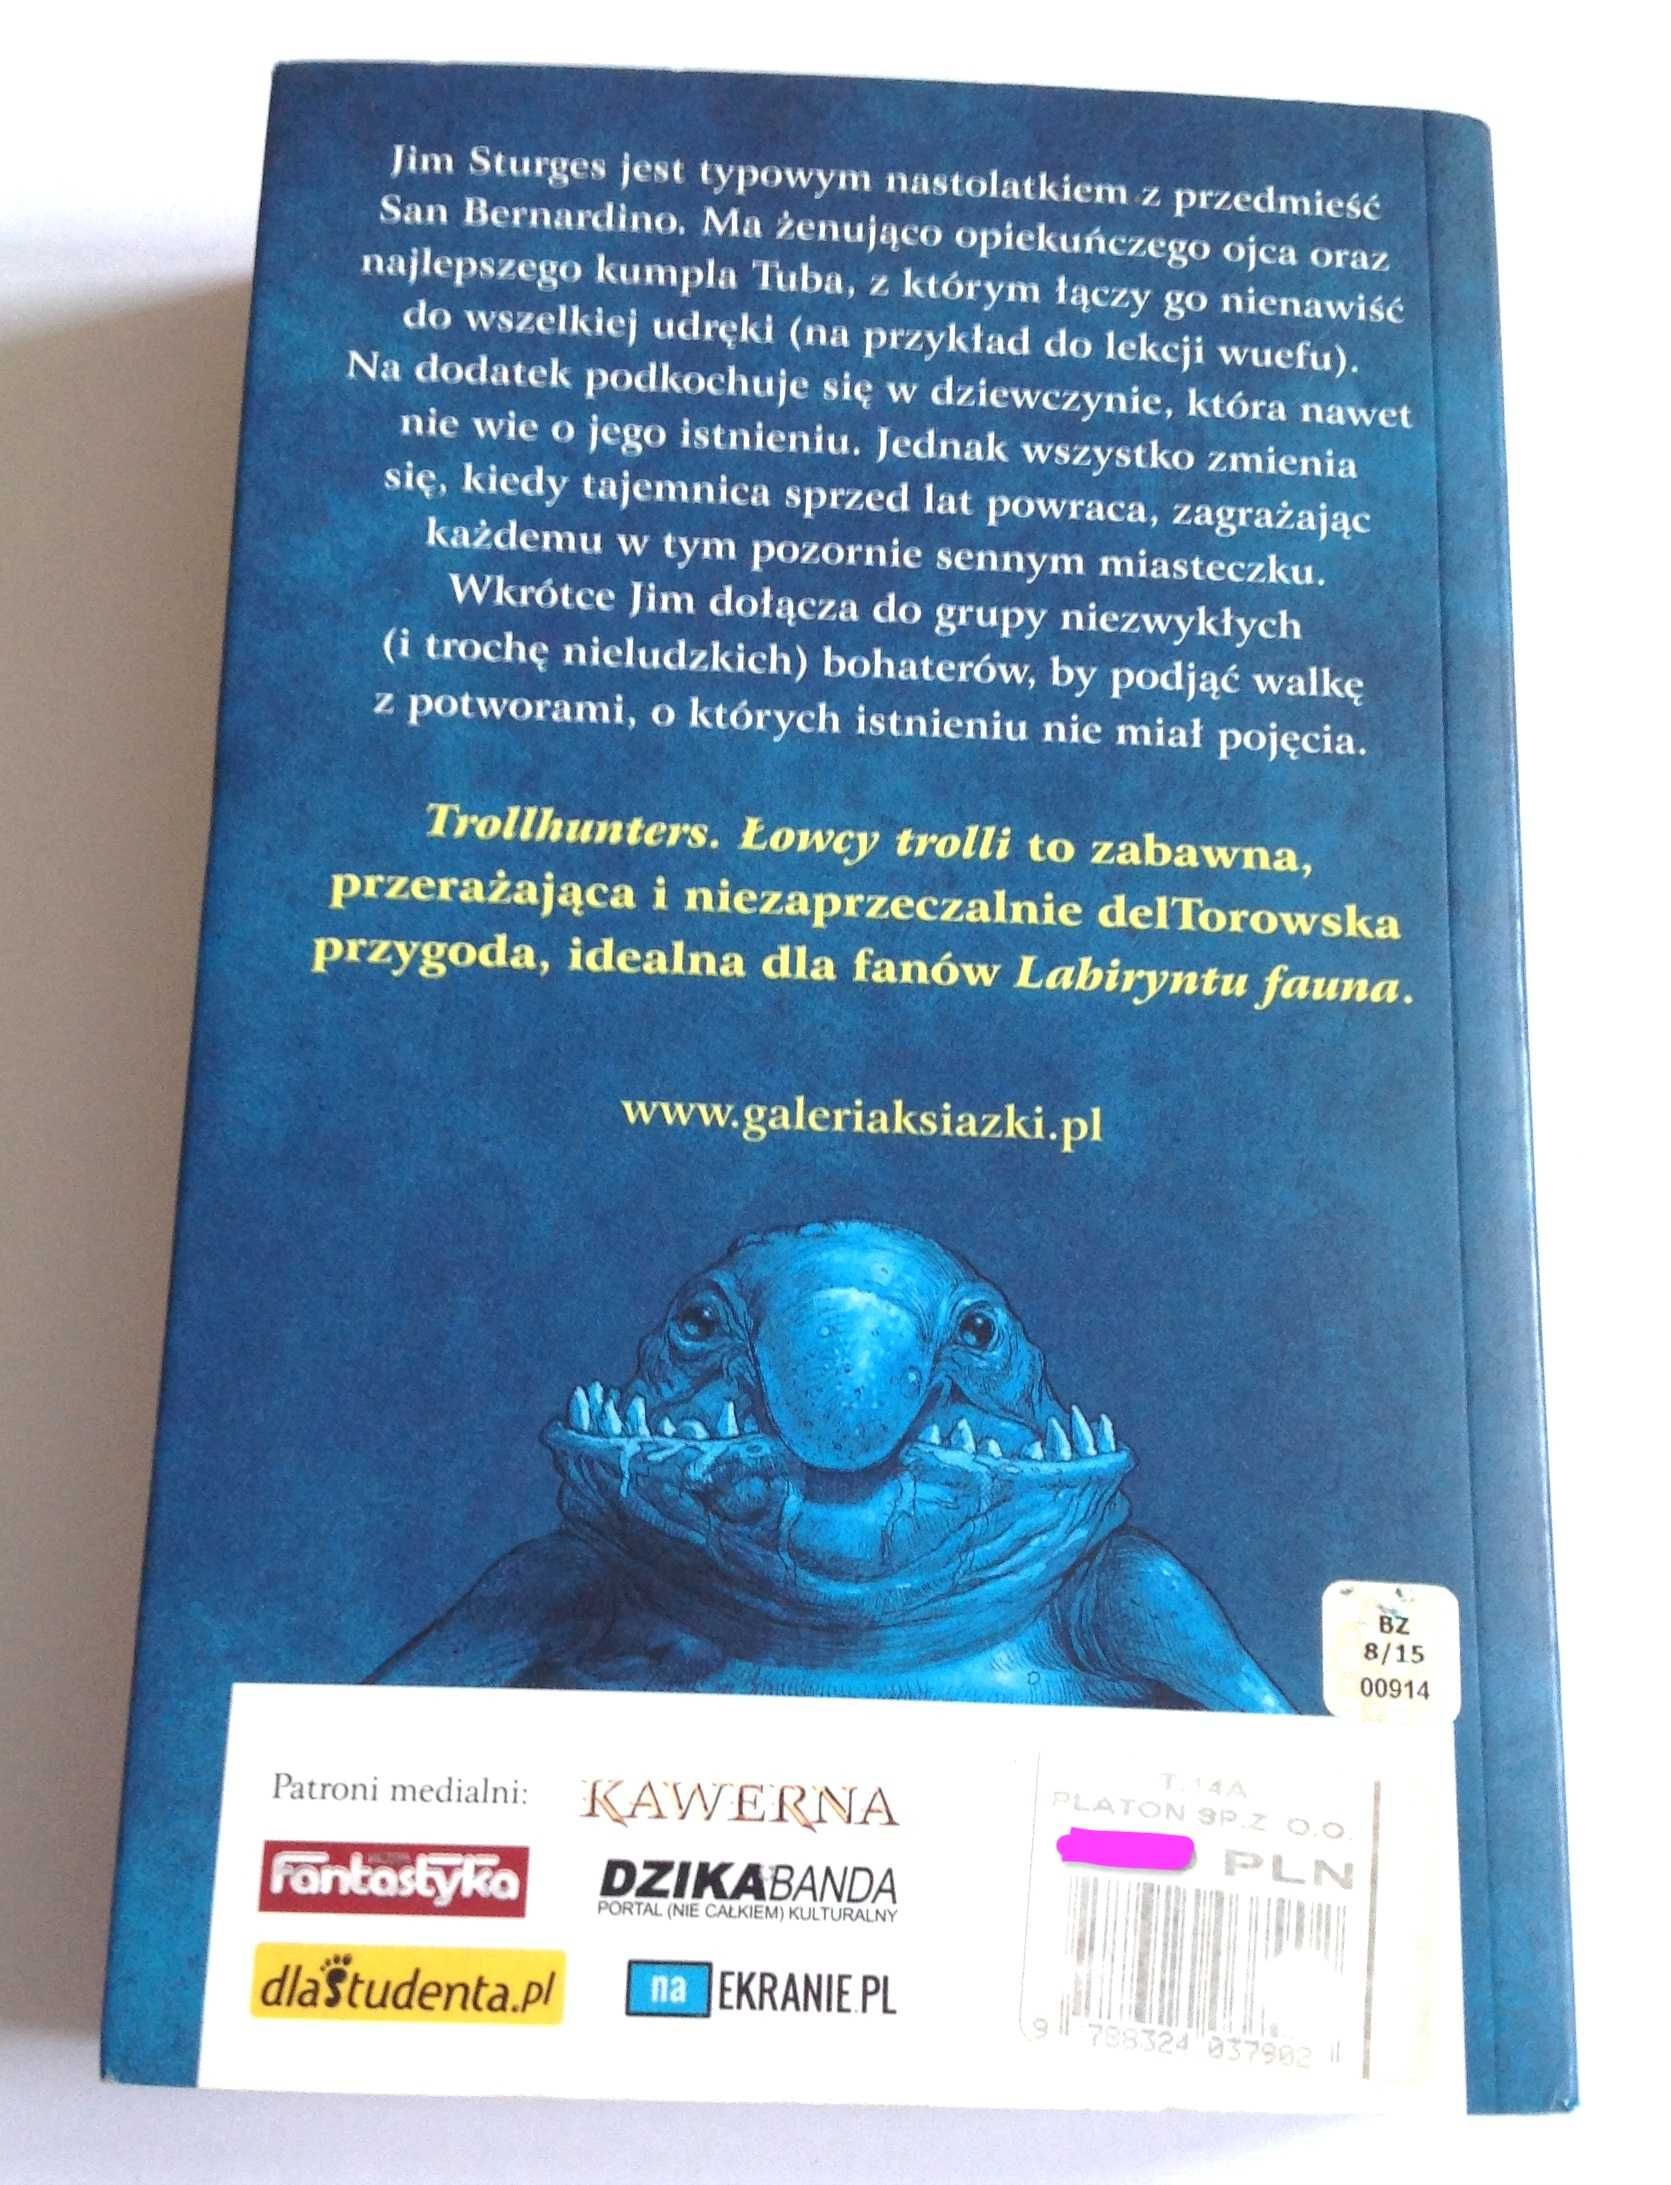 Jim Sturges jest typowym nastolatkiem z przedmieść
San Bernardino. Ma żenująco opiekuńczego ojca oraz
najlepszego kumpla Tuba, z którym łączy go nienawiść
do wszelkiej udręki (na przykład do lekcji wuefu).
Na dodatek podkochuje się w dziewczynie, która nawet
nie wie o jego istnieniu. Jednak wszystko zmienia
się, kiedy tajemnica sprzed lat powraca, zagrażając
każdemu w tym pozornie sennym miasteczku.
Wkrótce Jim dołącza do grupy niezwykłych
(i trochę nieludzkich) bohaterów, by podjąć walkę
z potworami, o których istnieniu nie miał pojęcia.
Trollhunters. Łowcy trolli to zabawna,
przerażająca i niezaprzeczalnie delTorowska
przygoda, idealna dla fanów Labiryntu fauna.
www.galeriaksiazki.pl
BZ
8/15
00914
Patroni medialni:
KAWERNA
Fantastyka
DZIKABANDA
PORTAL (NIE CAŁKIEM) KULTURALNY
dlaStudenta.pl
na EKRANIE.PL
T.14A
PLATON SP.Z O.O.
PLN
9 788324 037902